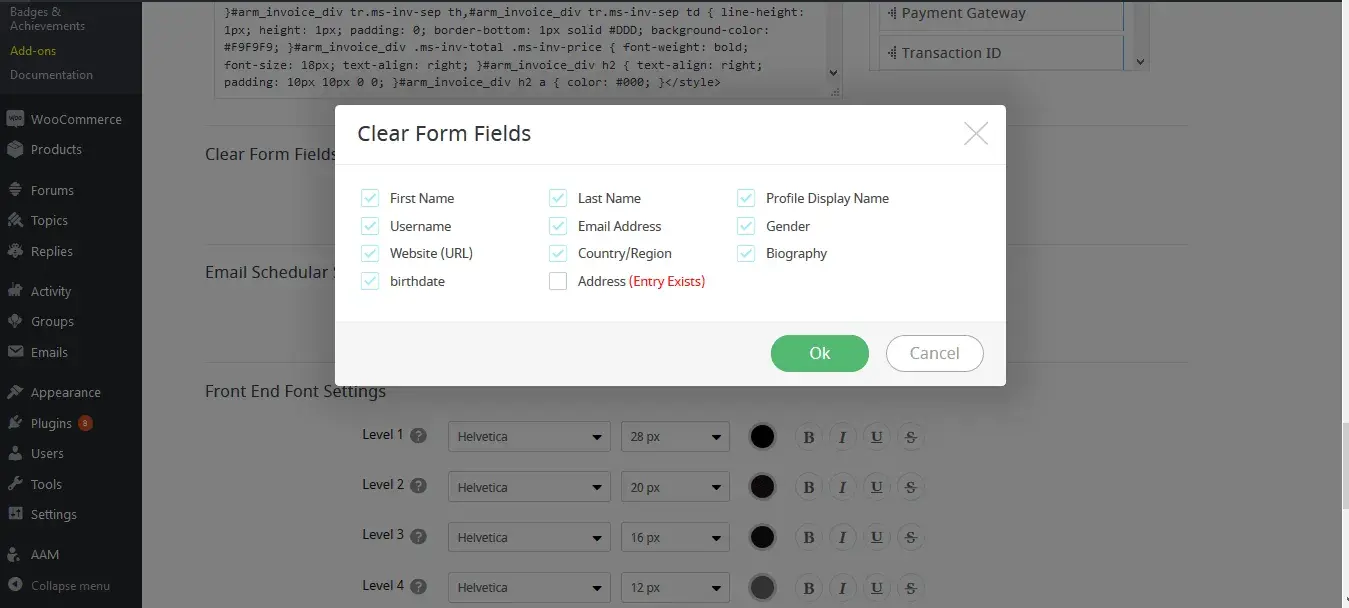 Badges &
Achievements
Add-ons
Documentation
WooCommerce
Products
Forums
Topics
Replies
Activity
Groups
Emails
Appearance
Plugins 8
Users
Tools
Settings
AAM
Collapse menu
}#arm_invoice_div tr.ms-inv-sep th,#arm_invoice_div tr.ms-inv-sep td { line-height:
1px; height: 1px; padding: 0; border-bottom: 1px solid #DDD; background-color:
#F9F9F9; }#arm_invoice_div .ms-inv-total .ms-inv-price { font-weight: bold;
font-size: 18px; text-align: right; }#arm_invoice_div h2 { text-align: right;
padding: 10px 10px 0 0; }#arm_invoice_div h2 a { color: #000; }</style>
Payment Gateway
Transaction ID
Clear Form Fields
Email Schedular
Clear Form Fields
First Name Last Name Profile Display Name
Username Email Address Gender
Website (URL) Country/Region Biography
birthdate Address (Entry Exists)
Ok Cancel
Front End Font Settings
Level 1 ? Helvetica 28 px B I U S
Level 2 ? Helvetica 20 px B I U S
Level 3 ? Helvetica 16 px B I U S
Level 4 ? Helvetica 12 px B I U S